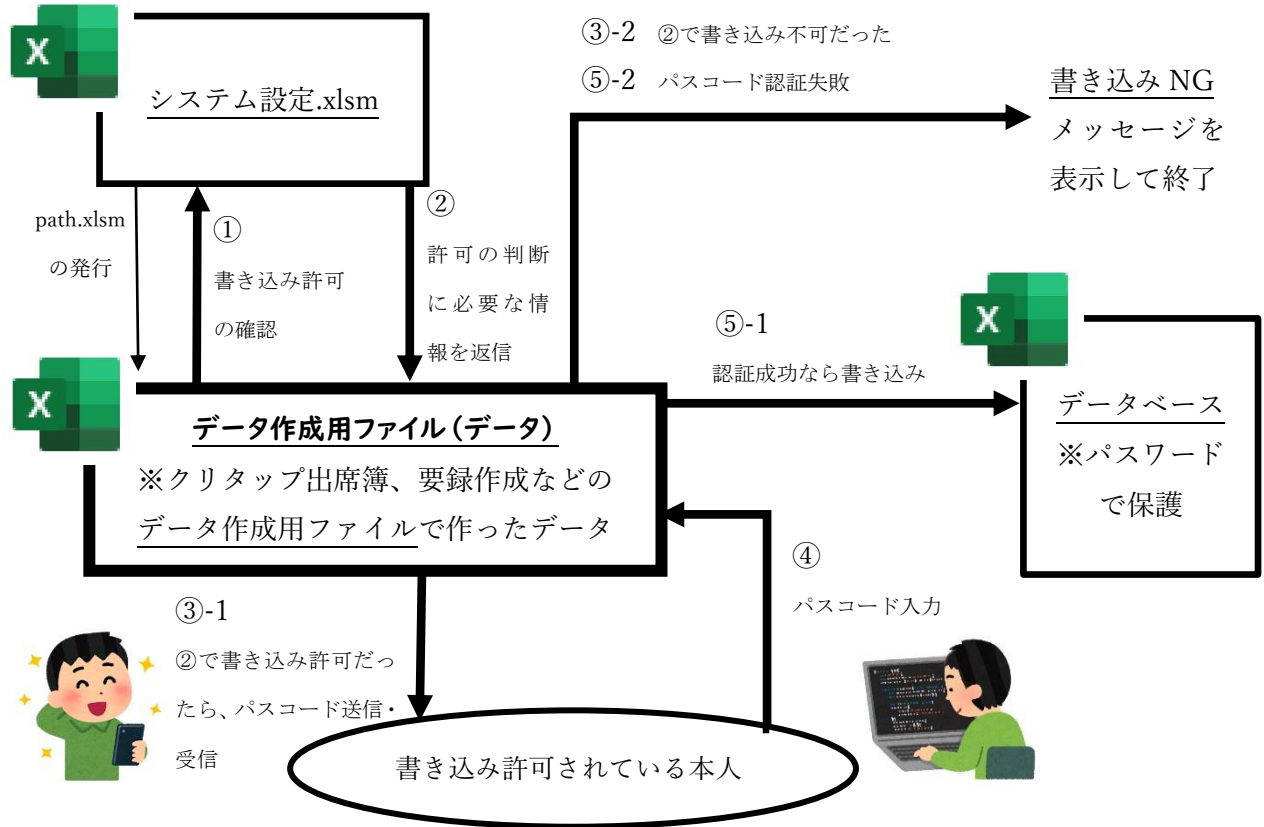 システム設定.xlsm
path.xlsm
の発行
①
書き込み許可
の確認
②
許可の判断
に必要な情
報を返信
③-2 ②で書き込み不可だった
⑤-2 パスコード認証失敗
書き込み NG
メッセージを
表示して終了
⑤-1
認証成功なら書き込み
データベース
※パスワード
で保護
データ作成用ファイル(データ)
※クリタップ出席簿、要録作成などの
データ作成用ファイルで作ったデータ
③-1
②で書き込み許可だっ
たら、パスコード送信・
受信
④
パスコード入力
書き込み許可されている本人
X
X
X